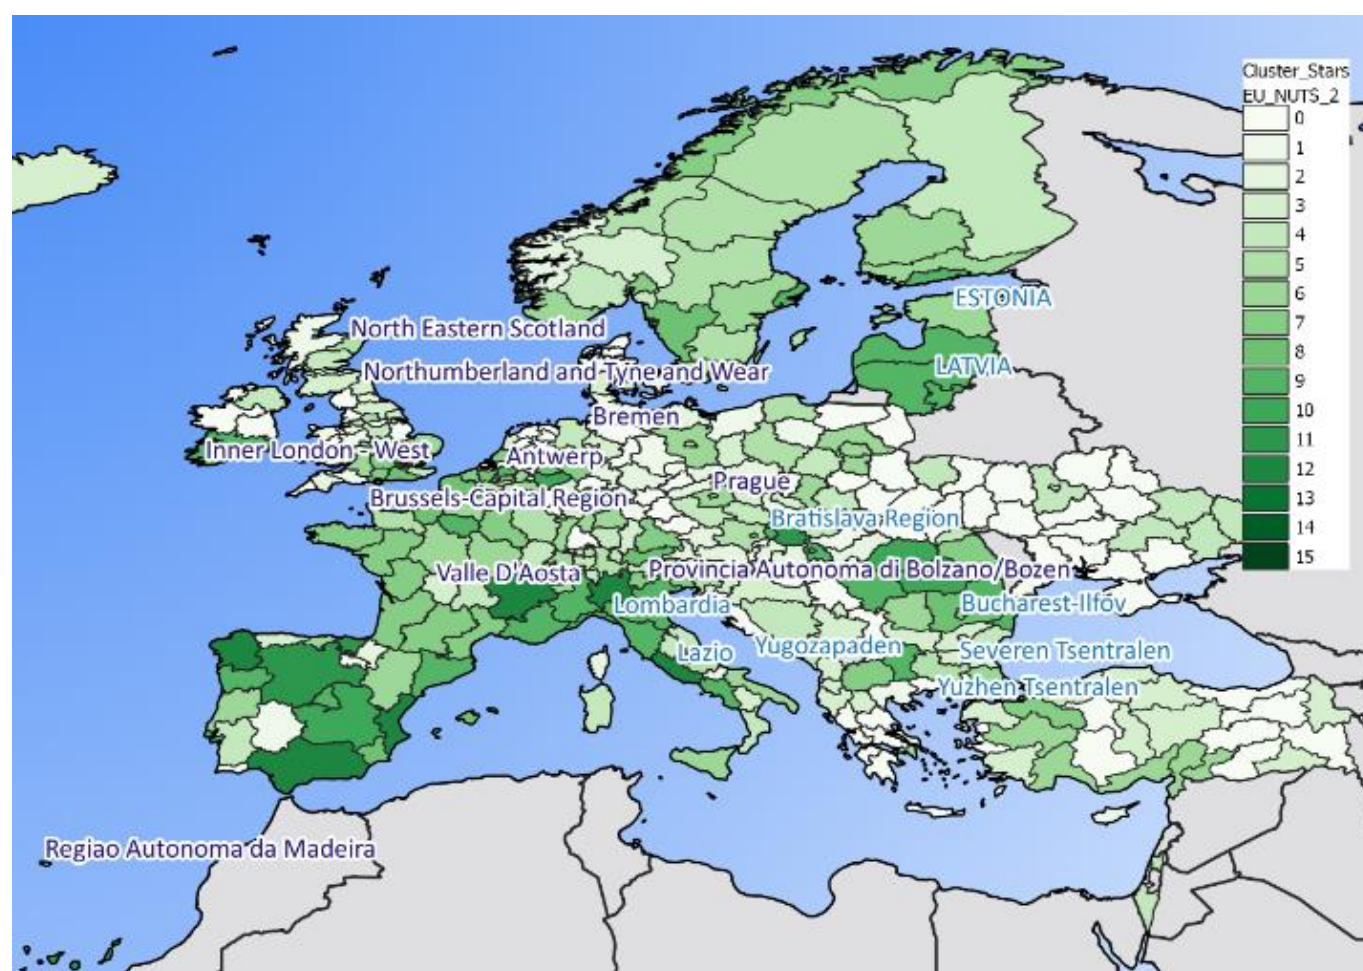 Cluster_Stars
EU_NUTS_2
0
1
2
3
4
5
6
7
8
9
10
11
12
13
14
15
ESTONIA
North Eastern Scotland
LATVIA
Northumberland and Tyne and Wear
Bremen
Inner London - West
Antwerp
Prague
Brussels-Capital Region
Bratislava Region
Valle D'Aosta
Provincia Autonoma di Bolzano/Bozen
Lombardia
Bucharest-Ilfov
Lazio
Yugozapaden
Severen Tsentralen
Yuzhen Tsentralen
Regiao Autonoma da Madeira